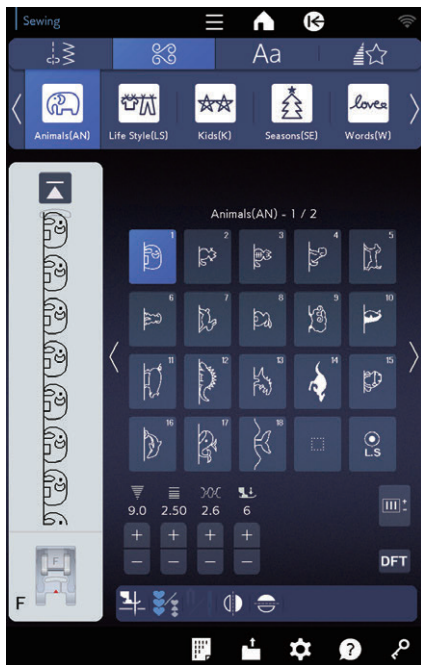 Sewing
Aa
Animals(AN) Life Style(LS) Kids(K) Seasons(SE) Words(W)
Animals(AN) - 1 / 2
1 2 3 4 5
6 7 8 9 10
11 12 13 14 15
16 17 18 L.S
9.0 2.50 2.6 6
+ + + +
− − − −
DFT
F
F
?